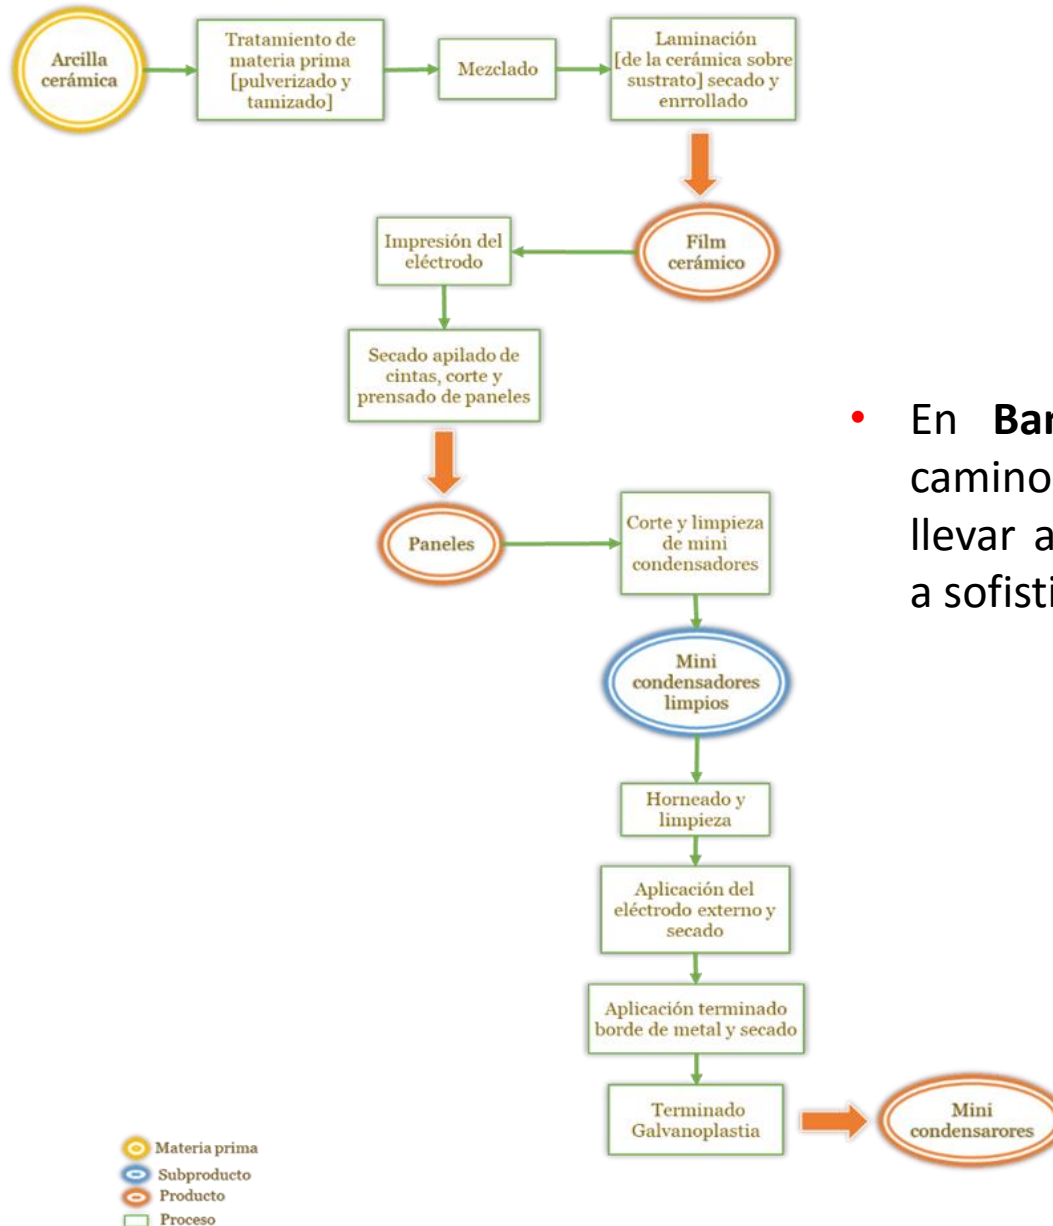 Arcilla
cerámica
Tratamiento de
materia prima
[pulverizado y
tamizado]
Mezclado
Laminación
[de la cerámica sobre
sustrato] secado y
enrrollado
Film
cerámico
Impresión del
eléctrodo
Secado apilado de
cintas, corte y
prensado de paneles
Paneles
Corte y limpieza
de mini
condensadores
Mini
condensadores
limpios
Horneado y
limpieza
Aplicación del
eléctrodo externo y
secado
Aplicación terminado
borde de metal y secado
Terminado
Galvanoplastia
Mini
condensarores
• En
camino
llevar a
a
Materia prima
Subproducto
Producto
Proceso